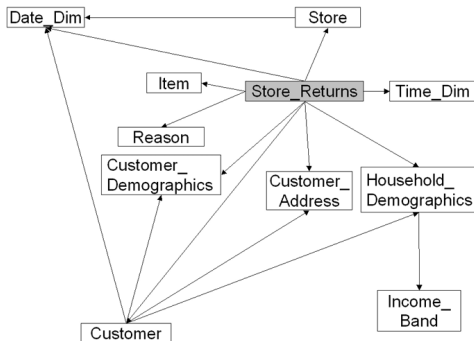 Date_Dim
Store
Item
Store_Returns
Time_Dim
Reason
Customer_
Demographics
Customer_
Address
Household_
Demographics
Income_
Band
Customer